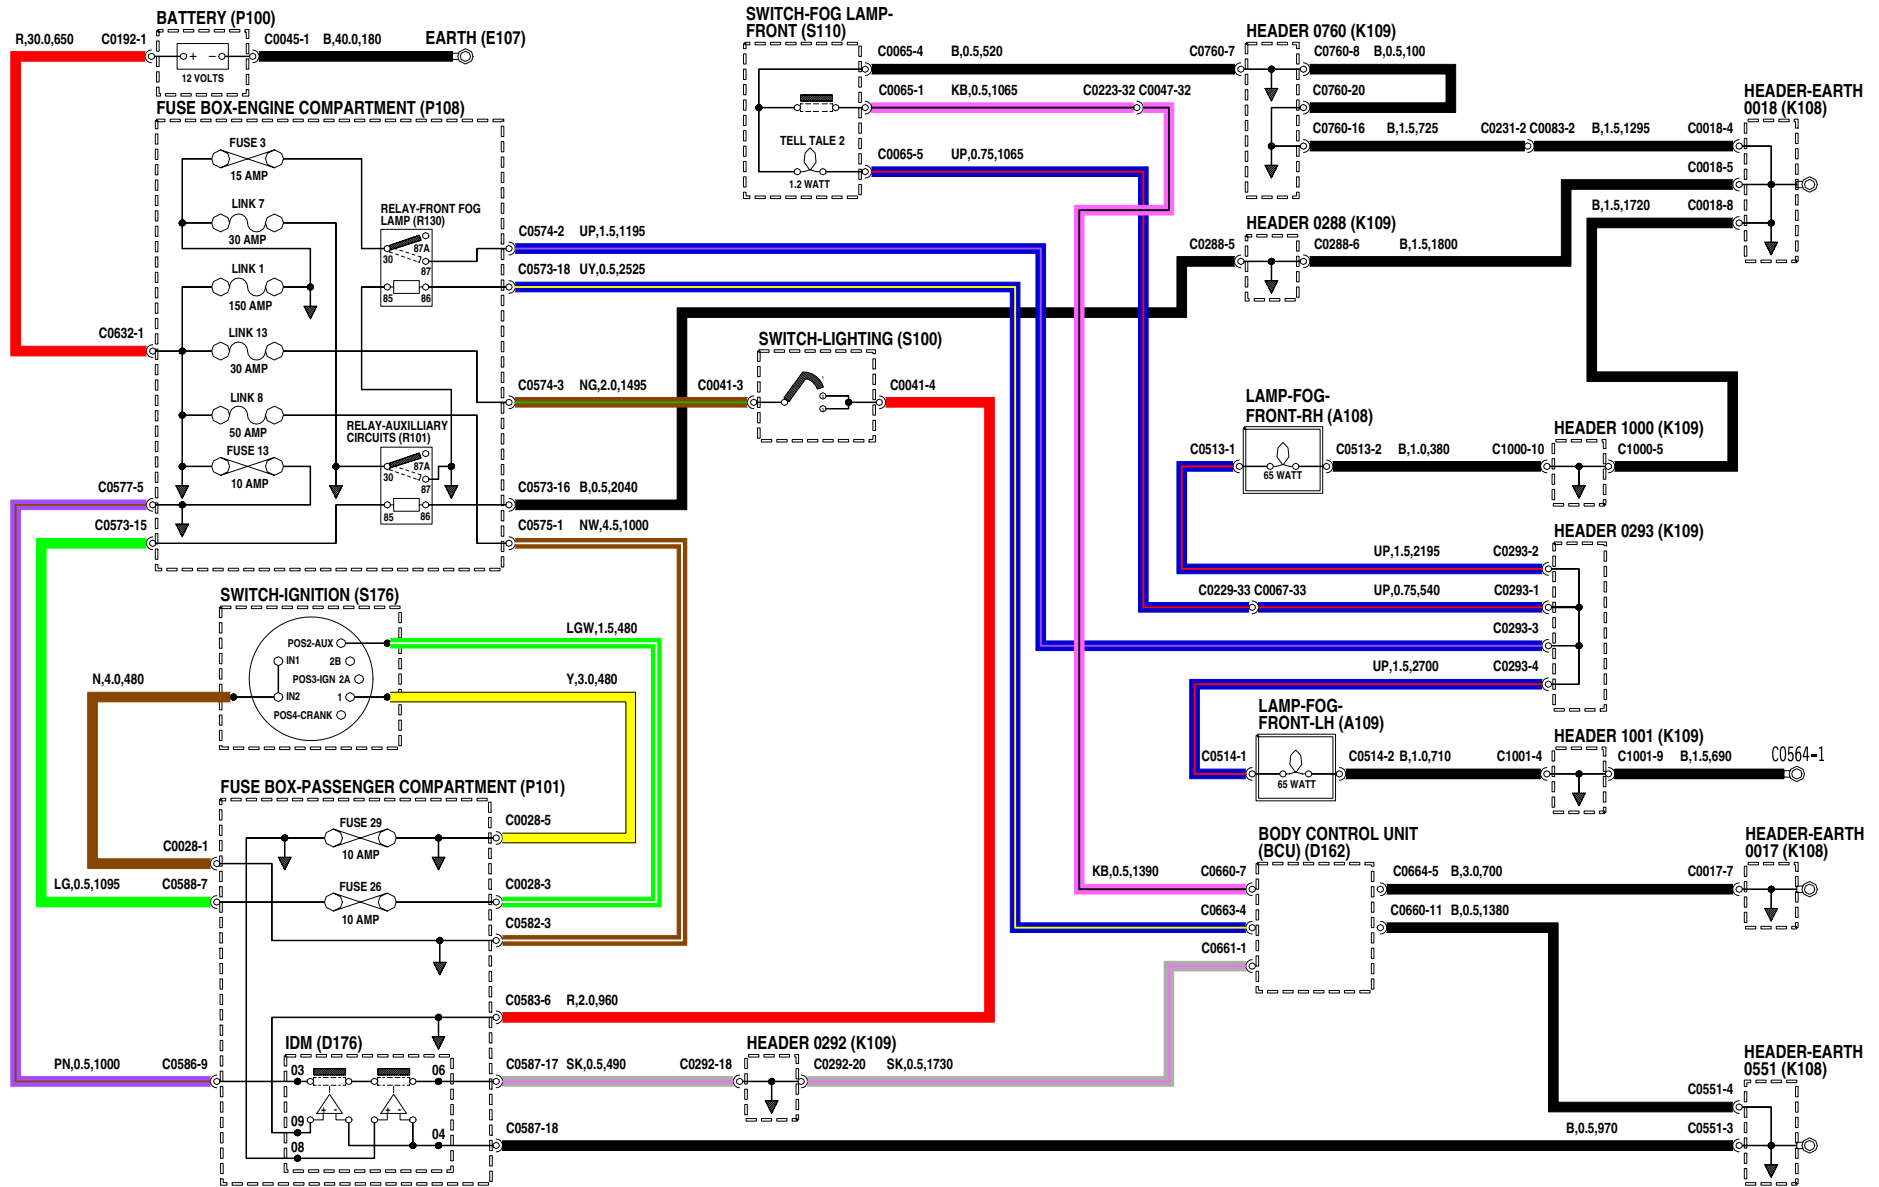 BATTERY (P100)
R,30.0,650
C0192-1
12 VOLTS
C0045-1
B,40.0,180
EARTH (E107)
FUSE BOX-ENGINE COMPARTMENT (P108)
FUSE 3
15 AMP
LINK 7
30 AMP
LINK 1
150 AMP
LINK 13
30 AMP
LINK 8
50 AMP
FUSE 13
10 AMP
RELAY-FRONT FOG
LAMP (R130)
87A
30
87
85
86
RELAY-AUXILLIARY
CIRCUITS (R101)
87A
30
87
85
86
C0632-1
C0577-5
C0573-15
C0574-2
UP,1.5,1195
C0573-18
UY,0.5,2525
C0574-3
NG,2.0,1495
C0573-16
B,0.5,2040
C0575-1
NW,4.5,1000
SWITCH-FOG LAMP-
FRONT (S110)
TELL TALE 2
1.2 WATT
C0065-4
B,0.5,520
C0760-7
C0065-1
KB,0.5,1065
C0223-32 C0047-32
C0065-5
UP,0.75,1065
HEADER 0760 (K109)
C0760-8
B,0.5,100
C0760-20
C0760-16
B,1.5,725
C0231-2 C0083-2
B,1.5,1295
C0018-4
HEADER-EARTH
0018 (K108)
C0018-5
B,1.5,1720
C0018-8
HEADER 0288 (K109)
C0288-5
C0288-6
B,1.5,1800
SWITCH-LIGHTING (S100)
C0041-3
C0041-4
LAMP-FOG-
FRONT-RH (A108)
C0513-1
65 WATT
C0513-2
B,1.0,380
C1000-10
HEADER 1000 (K109)
C1000-5
HEADER 0293 (K109)
UP,1.5,2195
C0293-2
C0229-33 C0067-33
UP,0.75,540
C0293-1
C0293-3
UP,1.5,2700
C0293-4
LAMP-FOG-
FRONT-LH (A109)
C0514-1
65 WATT
C0514-2
B,1.0,710
C1001-4
HEADER 1001 (K109)
C1001-9
B,1.5,690
C0564-1
SWITCH-IGNITION (S176)
POS2-AUX
IN1
2B
POS3-IGN 2A
IN2
1
POS4-CRANK
N,4.0,480
LGW,1.5,480
Y,3.0,480
FUSE BOX-PASSENGER COMPARTMENT (P101)
FUSE 29
10 AMP
FUSE 26
10 AMP
C0028-1
LG,0.5,1095
C0588-7
C0028-5
C0028-3
C0582-3
C0583-6
R,2.0,960
IDM (D176)
03
06
09
08
04
PN,0.5,1000
C0586-9
C0587-17
SK,0.5,490
C0292-18
HEADER 0292 (K109)
C0292-20
SK,0.5,1730
C0587-18
BODY CONTROL UNIT
(BCU) (D162)
KB,0.5,1390
C0660-7
C0663-4
C0661-1
C0664-5
B,3.0,700
C0017-7
HEADER-EARTH
0017 (K108)
C0660-11
B,0.5,1380
HEADER-EARTH
0551 (K108)
C0551-4
B,0.5,970
C0551-3